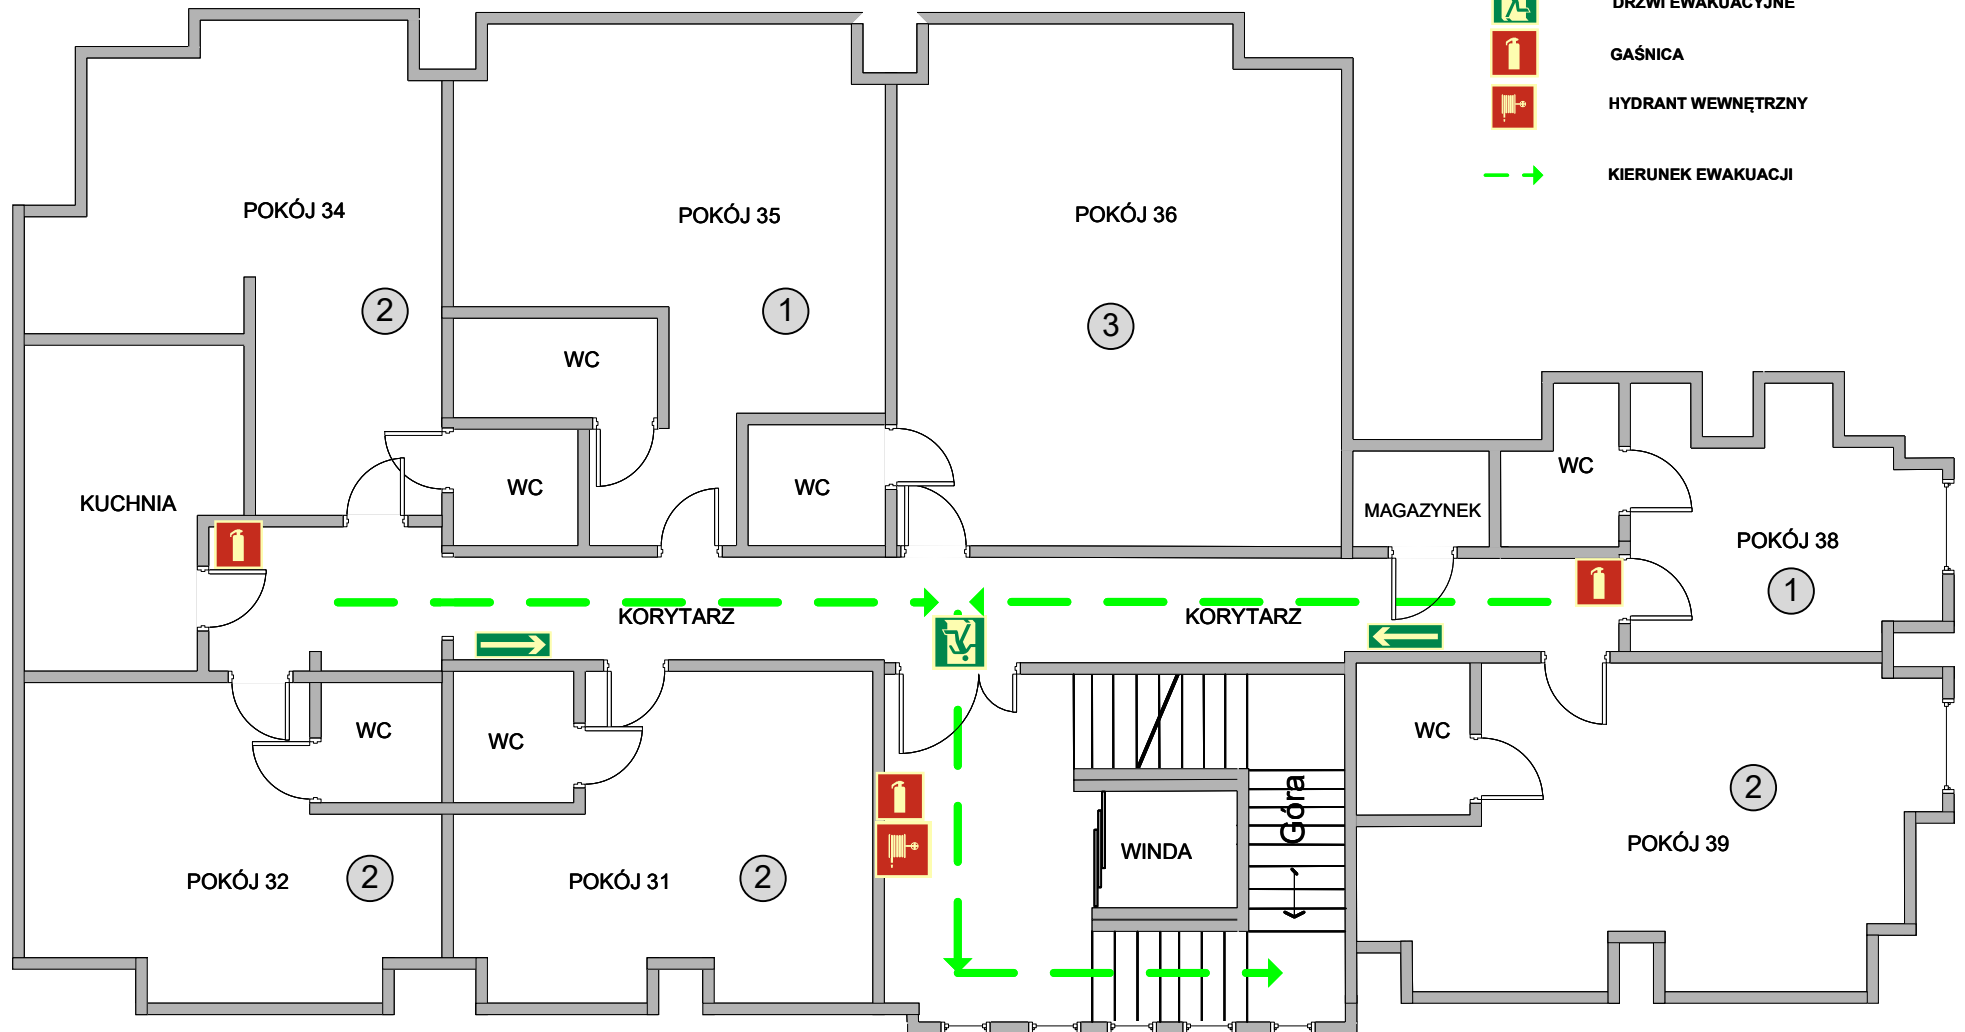 DRZWI EWAKUACYJNE
GAŚNICA
HYDRANT WEWNĘTRZNY
KIERUNEK EWAKUACJI
POKÓJ 34
POKÓJ 35
POKÓJ 36
2
1
3
WC
WC
WC
WC
KUCHNIA
MAGAZYNEK
POKÓJ 38
1
KORYTARZ
KORYTARZ
WC
WC
WC
2
Góra
WINDA
POKÓJ 39
POKÓJ 32
2
POKÓJ 31
2